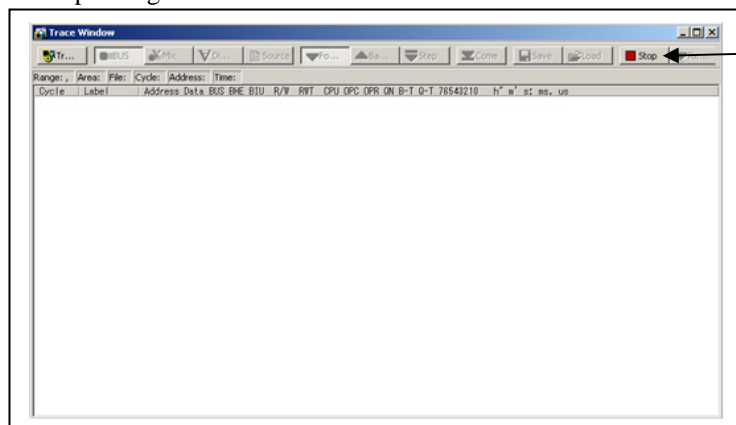 Trace Window
Tr... BUS Mix DI... Source Fo... Ba... Step Come Save Load Stop
Range: , Area: File: Cycle: Address: Time:
Cycle Label Address Data BUS BHE BIU R/W RWT CPU OPC OPR QN B-T Q-T 76543210 h" m' s: ms. us